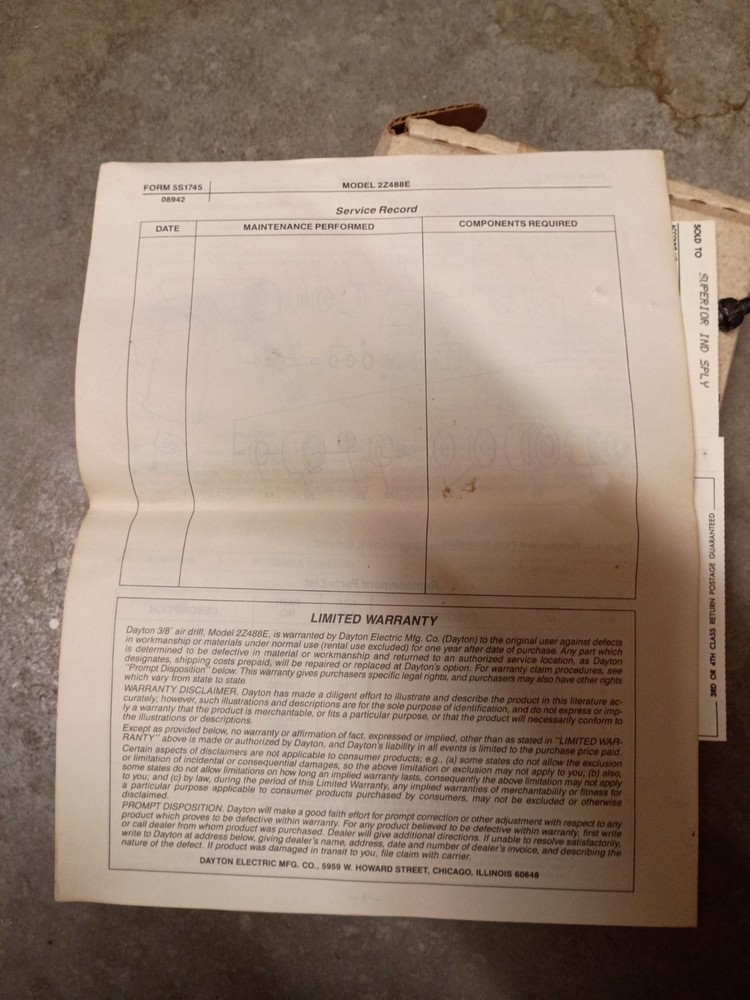 FORM 5S1745
MODEL 2Z488E
08942
Service Record
DATE
MAINTENANCE PERFORMED
COMPONENTS REQUIRED
LIMITED WARRANTY
Dayton 3/8" air drill, Model 2Z488E, is warranted by Dayton Electric Mfg. Co. (Dayton) to the original user against defects
in workmanship or materials under normal use (rental use excluded) for one year after date of purchase. Any part which
is determined to be defective in material or workmanship and returned to an authorized service location, as Dayton
designates, shipping costs prepaid, will be repaired or replaced at Dayton's option. For warranty claim procedures, see
"Prompt Disposition" below. This warranty gives purchasers specific legal rights, and purchasers may also have other rights
which vary from state to state.
WARRANTY DISCLAIMER. Dayton has made a diligent effort to illustrate and describe the product in this literature ac-
curately; however, such illustrations and descriptions are for the sole purpose of identification, and do not express or imp-
ly a warranty that the product is merchantable, or fits a particular purpose, or that the product will necessarily conform to
the illustrations or descriptions.
Except as provided below, no warranty or affirmation of fact, expressed or implied, other than as stated in "LIMITED WAR-
RANTY" above is made or authorized by Dayton, and Dayton's liability in all events is limited to the purchase price paid.
Certain aspects of disclaimers are not applicable to consumer products; e.g., (a) some states do not allow the exclusion
or limitation of incidental or consequential damages, so the above limitation or exclusion may not apply to you; (b) also,
some states do not allow limitations on how long an implied warranty lasts, consequently the above limitation may not apply
to you; and (c) by law, during the period of this Limited Warranty, any implied warranties of merchantability or fitness for
a particular purpose applicable to consumer products purchased by consumers, may not be excluded or otherwise
disclaimed.
PROMPT DISPOSITION. Dayton will make a good faith effort for prompt correction or other adjustment with respect to any
product which proves to be defective within warranty. For any product believed to be defective within warranty, first write
or call dealer from whom product was purchased. Dealer will give additional directions. If unable to resolve satisfactorily,
write to Dayton at address below, giving dealer's name, address, date and number of dealer's invoice, and describing the
nature of the defect. If product was damaged in transit to you, file claim with carrier.
DAYTON ELECTRIC MFG. CO., 5959 W. HOWARD STREET, CHICAGO, ILLINOIS 60648
SOLD TO
SUPERIOR IND SPLY
3RD OR 4TH CLASS RETURN POSTAGE GUARANTEED